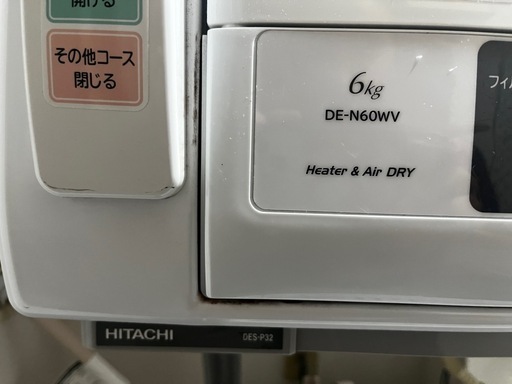 開ける
その他コース
閉じる
6kg
DE-N60WV
Heater & Air DRY
フィル
HITACHI
DES-P32